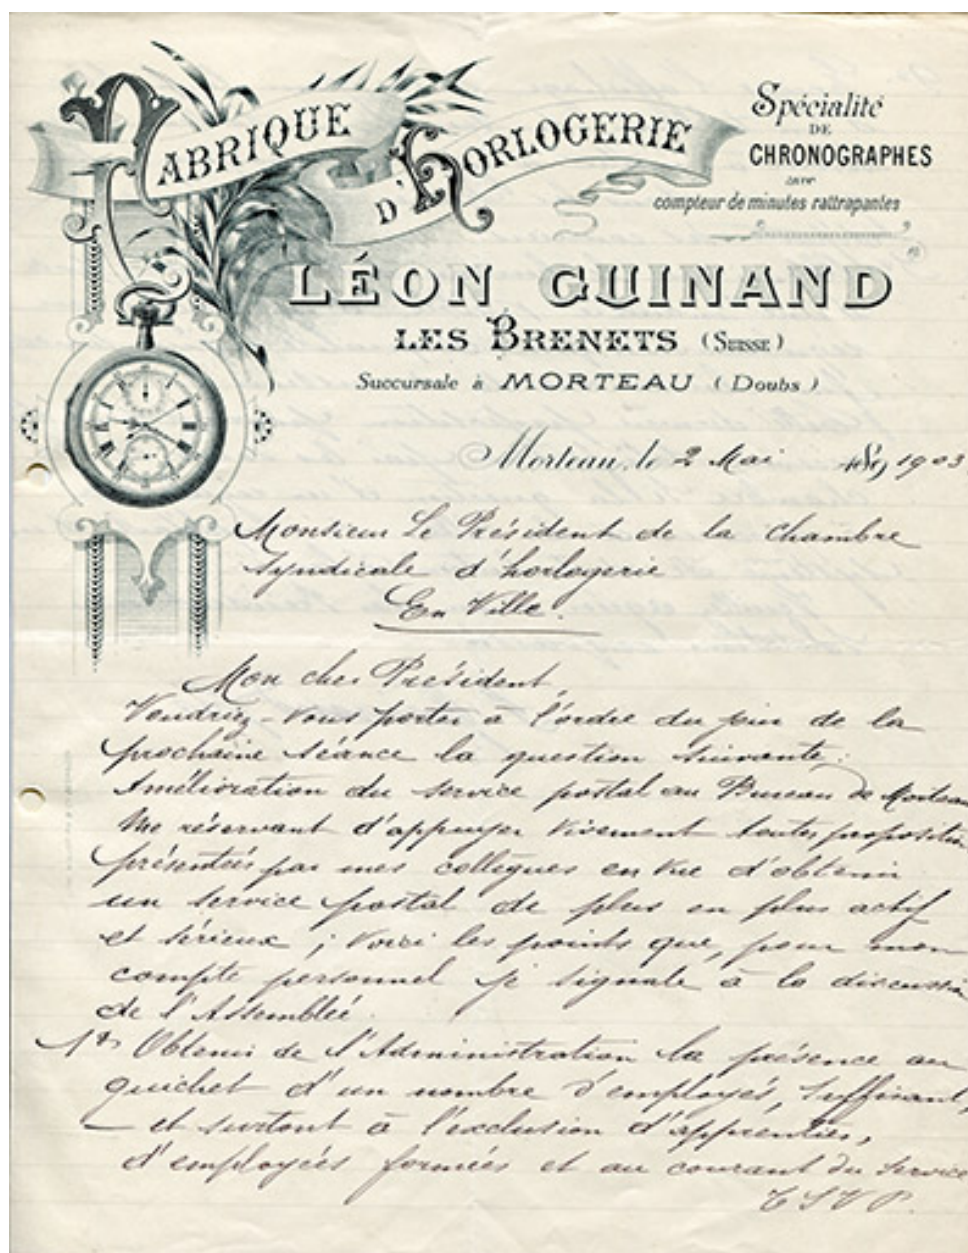 FABRIQUE
D'HORLOGERIE
Spécialité
DE
CHRONOGRAPHES
avec
compteur de minutes rattrapantes
LÉON GUINAND
LES BRENETS (SUISSE)
Succursale à MORTEAU (Doubs)
Morteau, le 2 Mai 189 1903
Monsieur Le Président de la Chambre
Syndicale d'horlogerie
En Ville.
Mon cher Président,
Voudriez-vous porter à l'ordre du jour de la
prochaine séance la question suivante:
Amélioration du service postal au Bureau de Morteau
Me réservant d'appuyer vivement toutes proposition
présentées par mes collègues en vue d'obtenir
un service postal de plus en plus actif
et sérieux ; voici les points que, pour mon
compte personnel je signale à la discussion
de l'Assemblée.
1° Obtenir de l'Administration la présence au
guichet d'un nombre d'employés, suffisant,
et surtout à l'exclusion d'apprenties,
d'employées formées et au courant du service
T S V P.